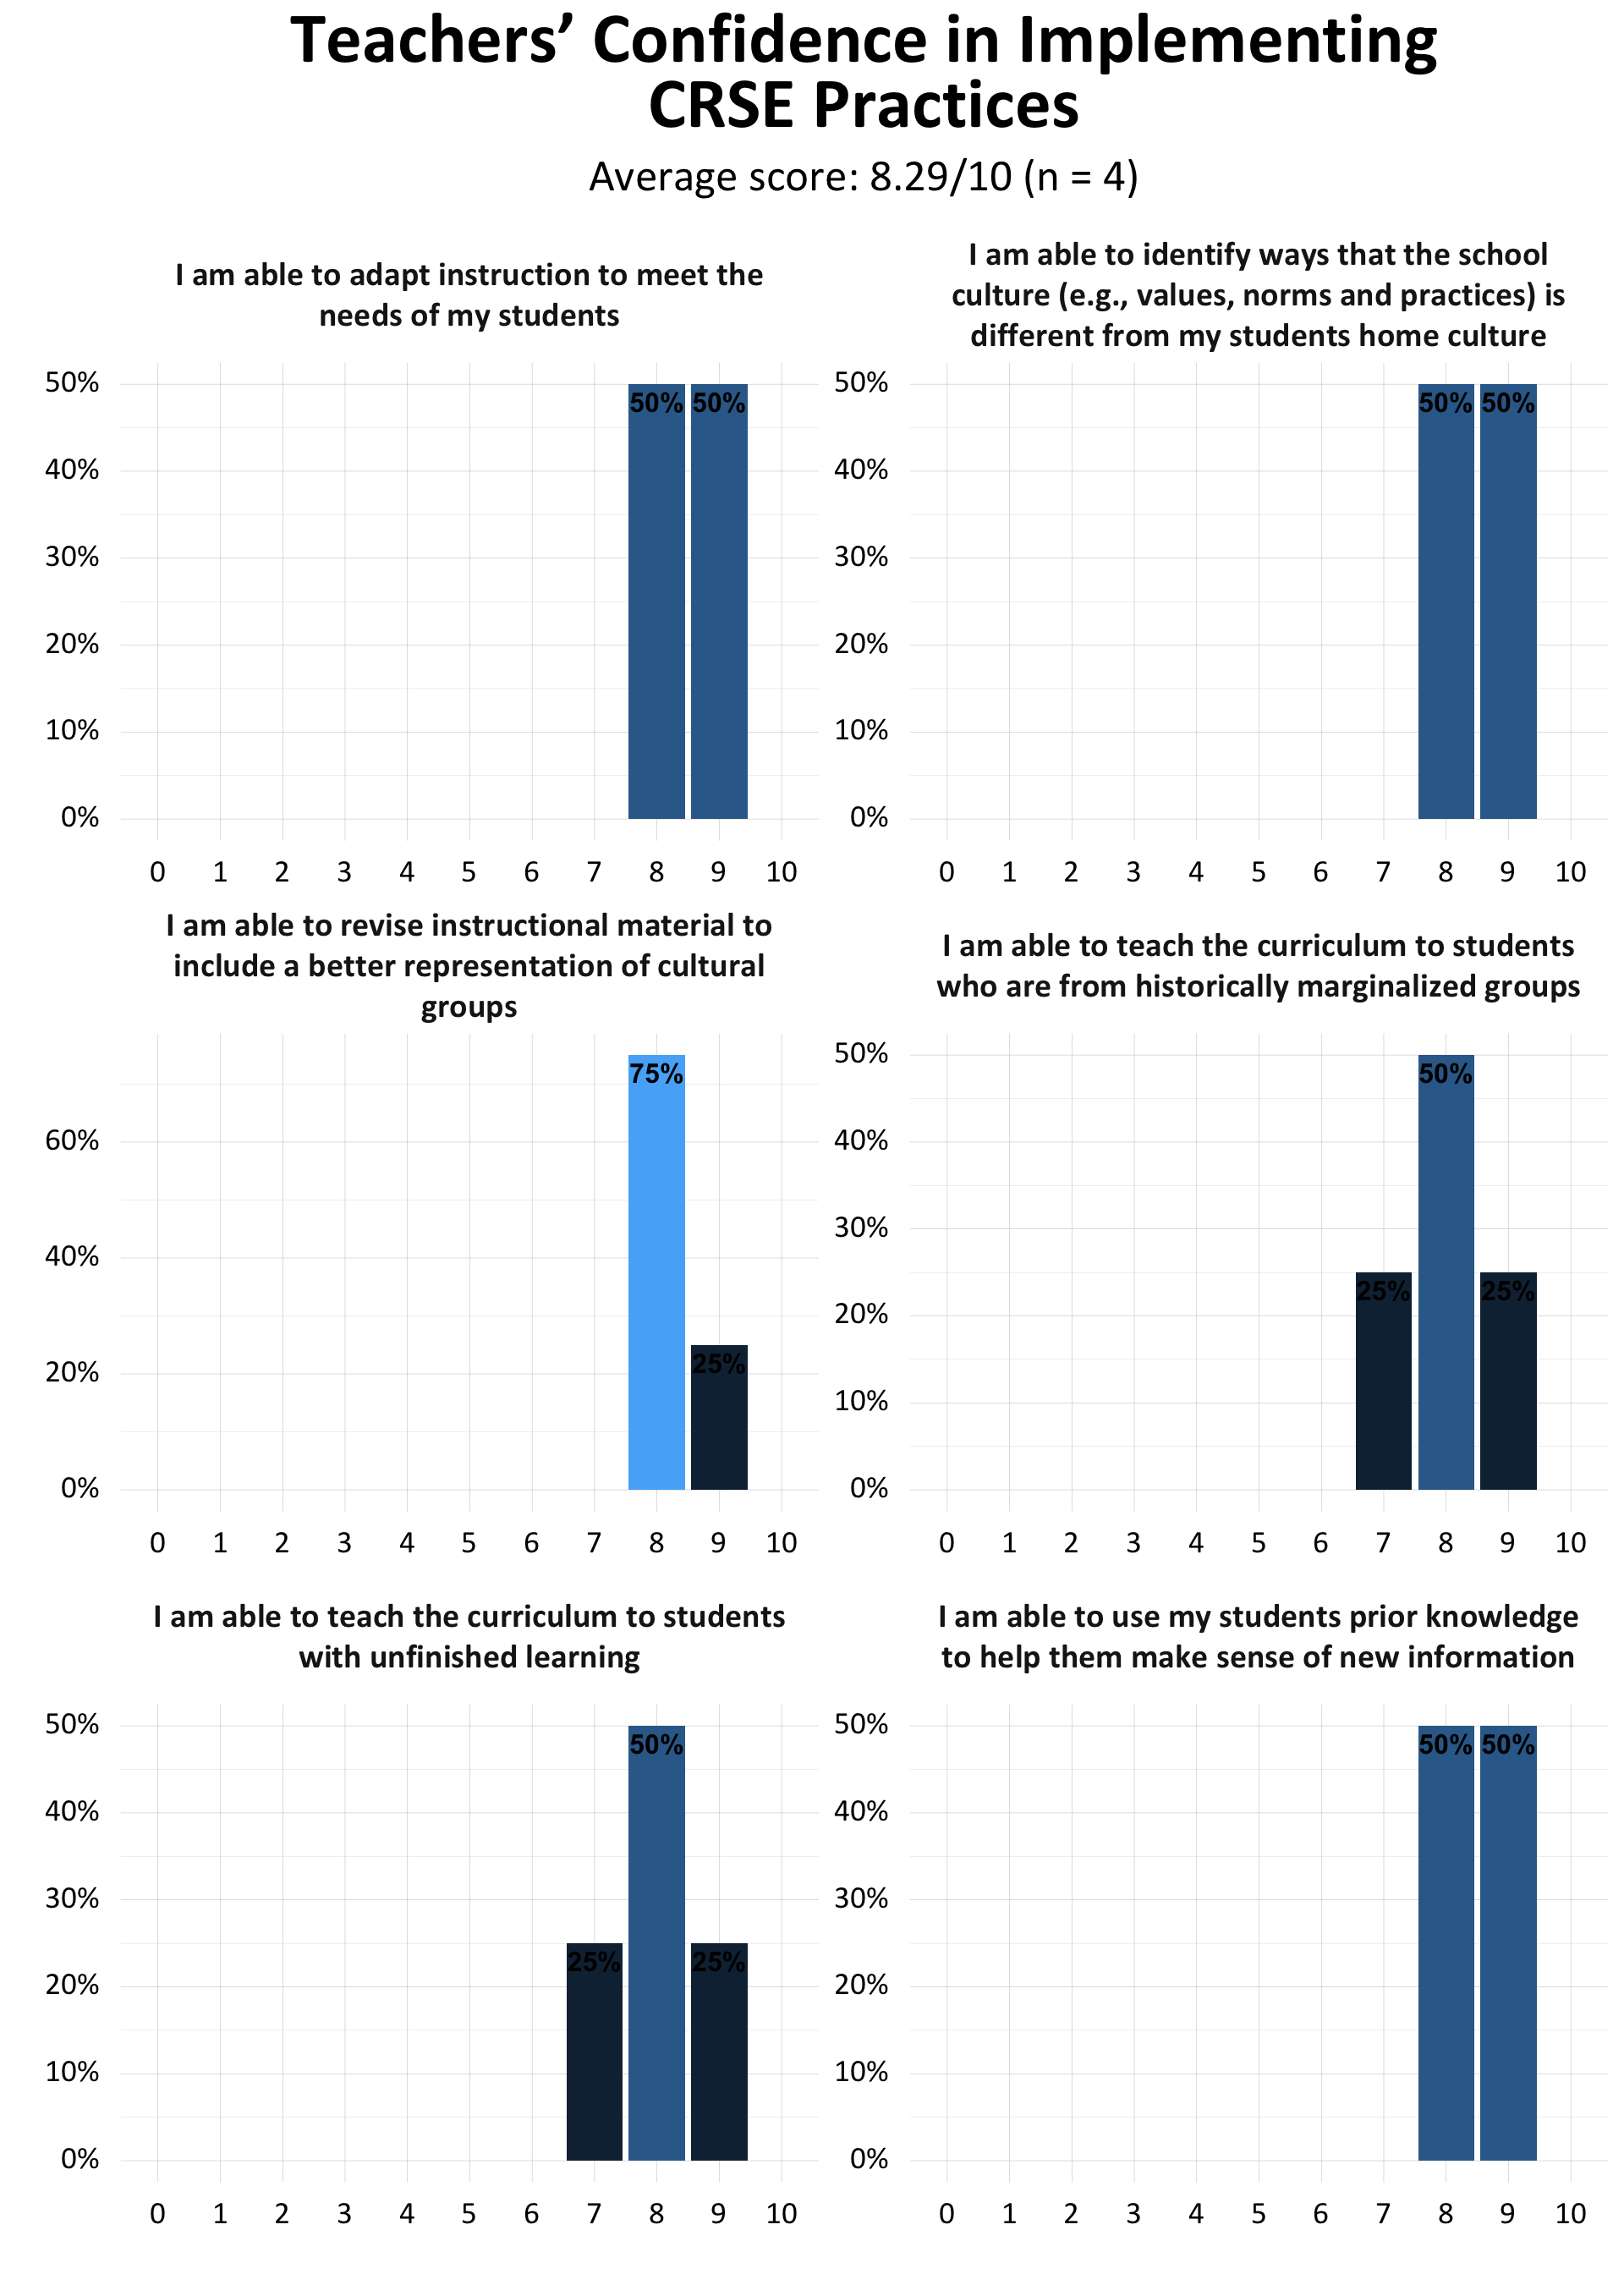 Teachers’ Confidence in Implementing
CRSE Practices
Average score: 8.29/10 (n = 4)
I am able to adapt instruction to meet the
needs of my students
50%
40%
30%
20%
10%
0%
50% 50%
0 1 2 3 4 5 6 7 8 9 10
I am able to identify ways that the school
culture (e.g., values, norms and practices) is
different from my students home culture
50%
40%
30%
20%
10%
0%
50% 50%
0 1 2 3 4 5 6 7 8 9 10
I am able to revise instructional material to
include a better representation of cultural
groups
60%
40%
20%
0%
75%
25%
0 1 2 3 4 5 6 7 8 9 10
I am able to teach the curriculum to students
who are from historically marginalized groups
50%
40%
30%
20%
10%
0%
50%
25% 25%
0 1 2 3 4 5 6 7 8 9 10
I am able to teach the curriculum to students
with unfinished learning
50%
40%
30%
20%
10%
0%
50%
25% 25%
0 1 2 3 4 5 6 7 8 9 10
I am able to use my students prior knowledge
to help them make sense of new information
50%
40%
30%
20%
10%
0%
50% 50%
0 1 2 3 4 5 6 7 8 9 10